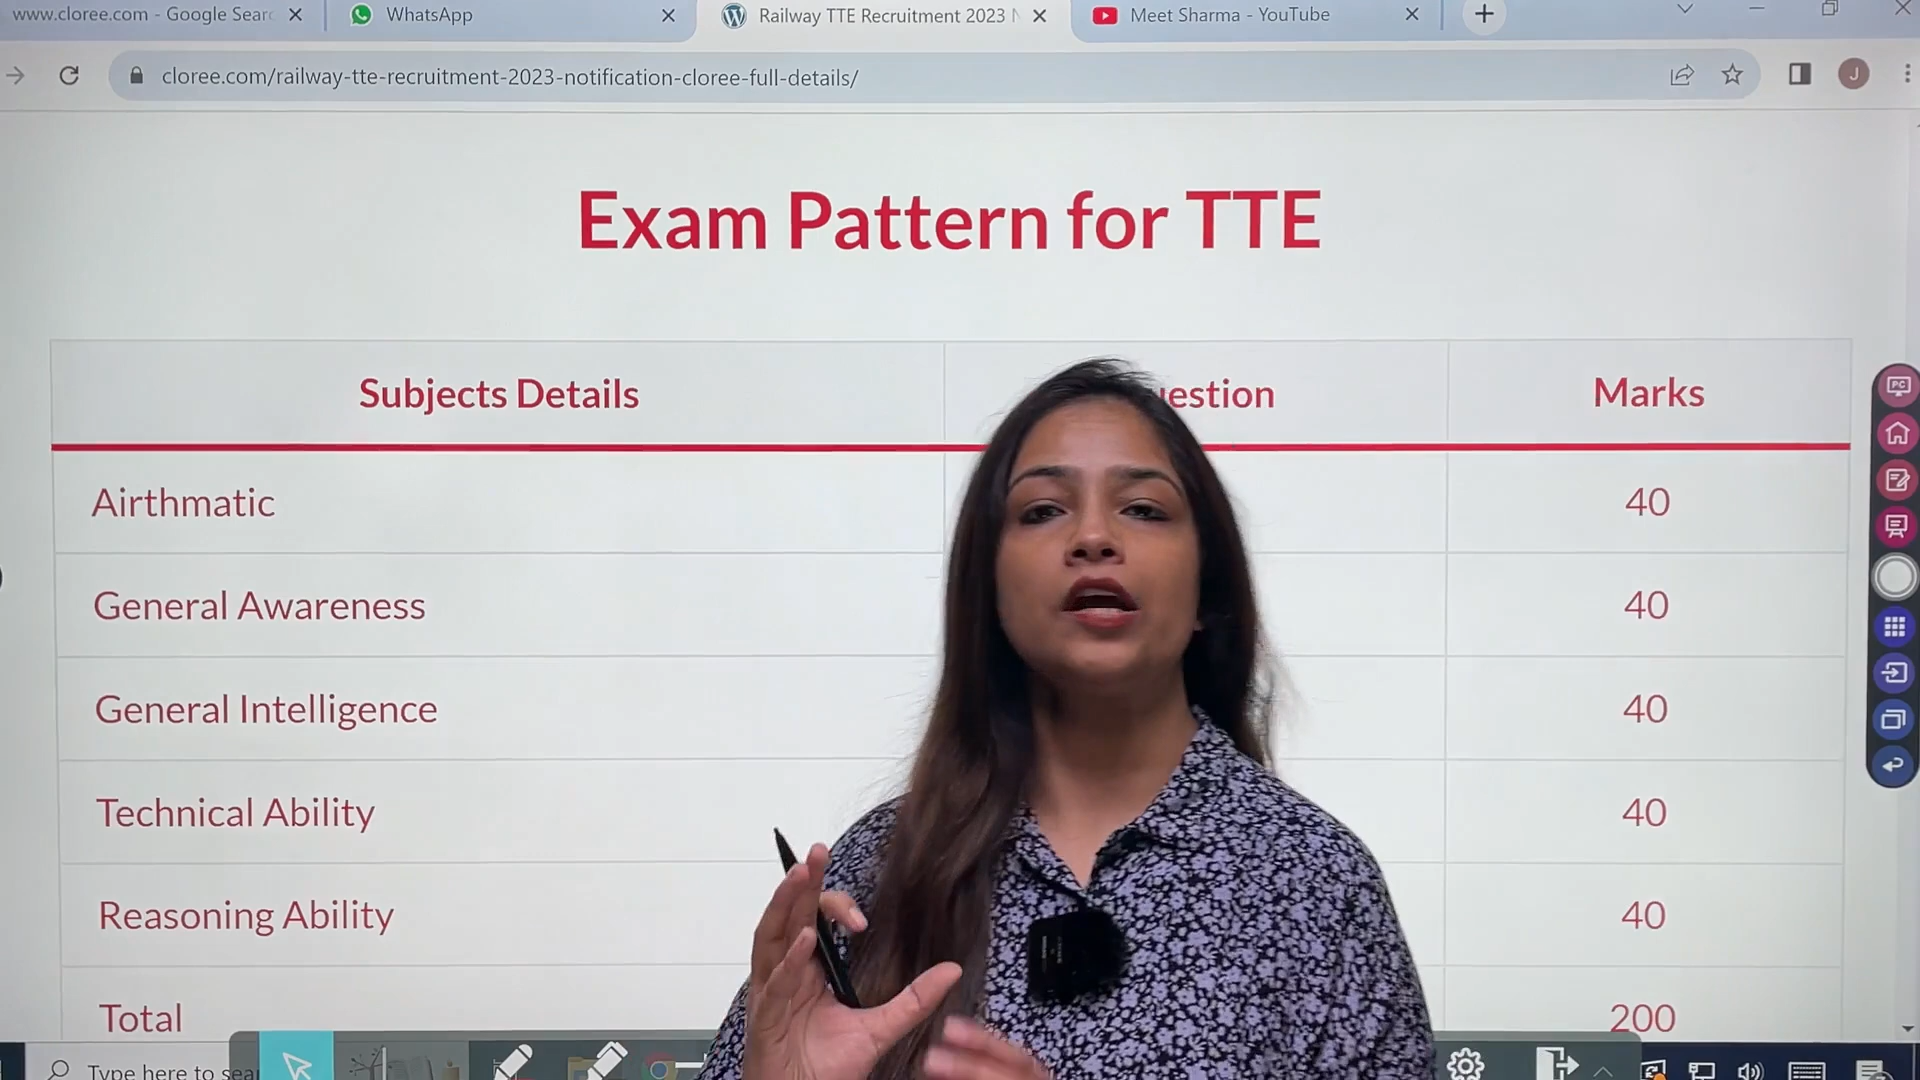 www.cloree.com - Google Sear
WhatsApp
Railway TTE Recruitment 2023 N
Meet Sharma - YouTube
cloree.com/railway-tte-recruitment-2023-notification-cloree-full-details/
J
Exam Pattern for TTE
Subjects Details
estion
Marks
PC
Airthmatic
40
General Awareness
40
General Intelligence
40
Technical Ability
40
Reasoning Ability
40
Total
200
Type here to sea